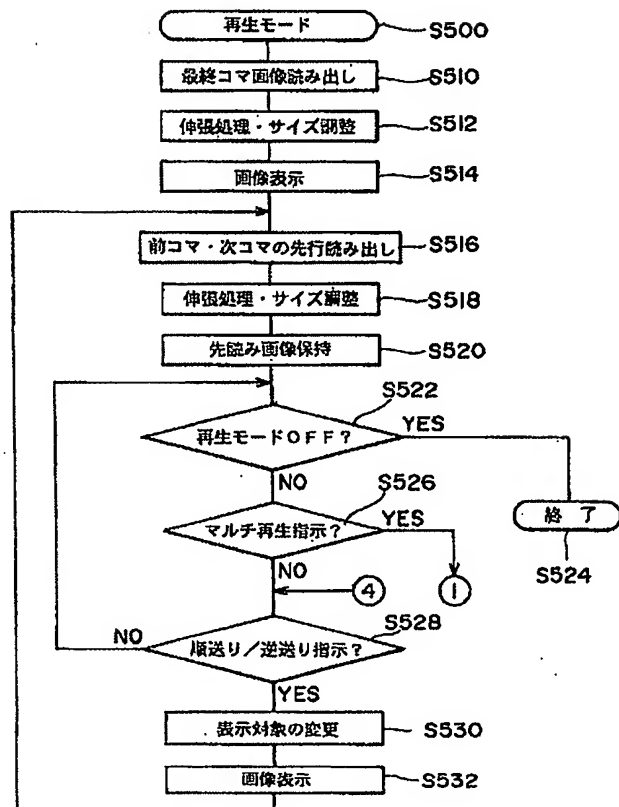 再生モード
S500
最終コマ画像読み出し
S510
伸張処理・サイズ調整
S512
画像表示
S514
前コマ・次コマの先行読み出し
S516
伸張処理・サイズ調整
S518
先読み画像保持
S520
S522
再生モードOFF?
YES
NO
S526
マルチ再生指示?
YES
終了
S524
NO
④
①
S528
NO
順送り/逆送り指示?
YES
表示対象の変更
S530
画像表示
S532